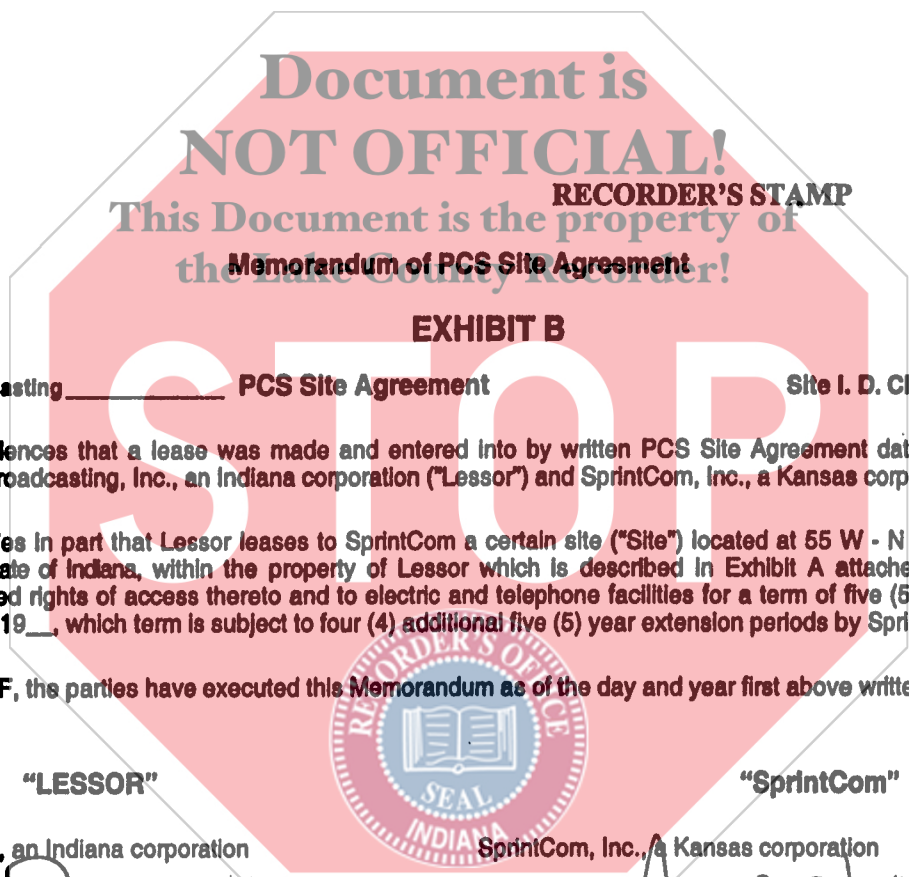 Document is
NOT OFFICIAL!
RECORDER'S STAMP
This Document is the property of
Memorandum of PCS Site Agreement
the Lake County Recorder!
EXHIBIT B
STOP
asting____________ PCS Site Agreement Site I. D. C
ences that a lease was made and entered into by written PCS Site Agreement dat
roadcasting, Inc., an Indiana corporation ("Lessor") and SprintCom, Inc., a Kansas corp
es in part that Lessor leases to SprintCom a certain site ("Site") located at 55 W - N
ate of Indiana, within the property of Lessor which is described in Exhibit A attache
ed rights of access thereto and to electric and telephone facilities for a term of five (5
19__, which term is subject to four (4) additional five (5) year extension periods by Spri
F, the parties have executed this Memorandum as of the day and year first above writte
RECORDER'S OFFICE
SEAL
INDIANA
"LESSOR" "SprintCom"
, an Indiana corporation SprintCom, Inc., a Kansas corporation